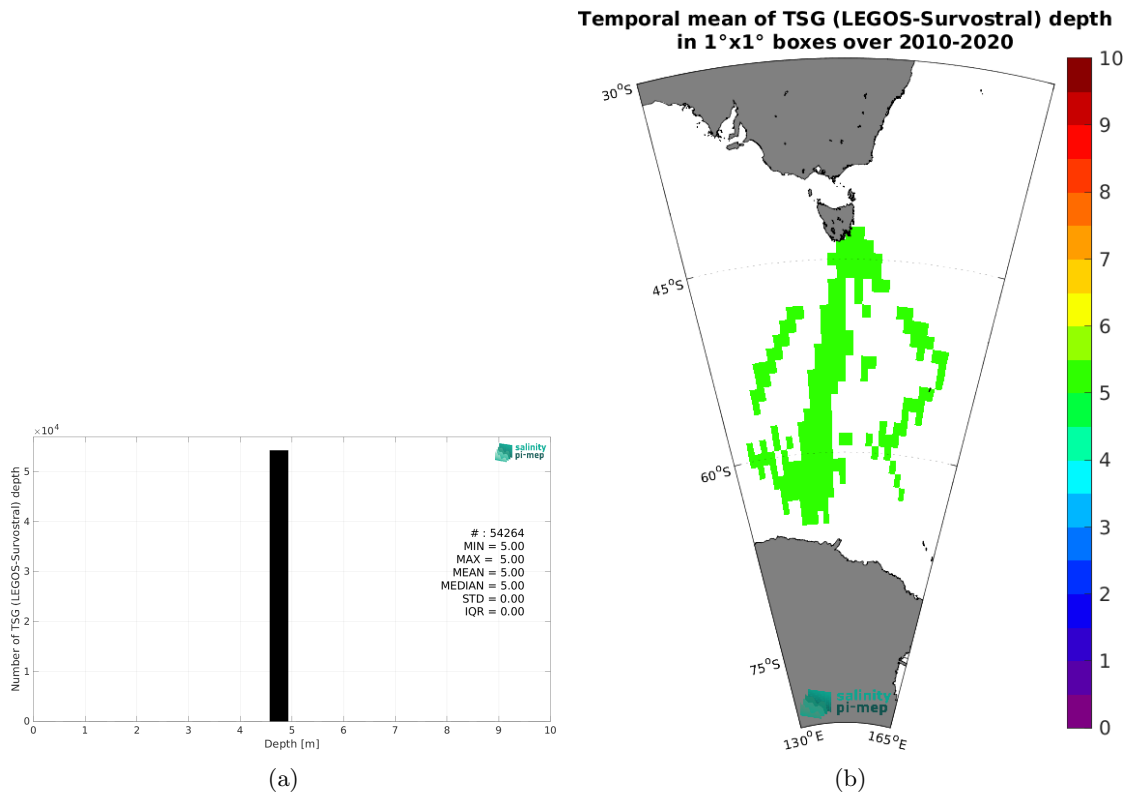 Temporal mean of TSG (LEGOS-Survostral) depth
in 1°x1° boxes over 2010-2020
×10⁴
Number of TSG (LEGOS-Survostral) depth
5
4
3
2
1
0
salinity
pi-mep
# : 54264
MIN = 5.00
MAX = 5.00
MEAN = 5.00
MEDIAN = 5.00
STD = 0.00
IQR = 0.00
0 1 2 3 4 5 6 7 8 9 10
Depth [m]
(a)
30°S
45°S
60°S
75°S
130°E
165°E
salinity
pi-mep
10
9
8
7
6
5
4
3
2
1
0
(b)